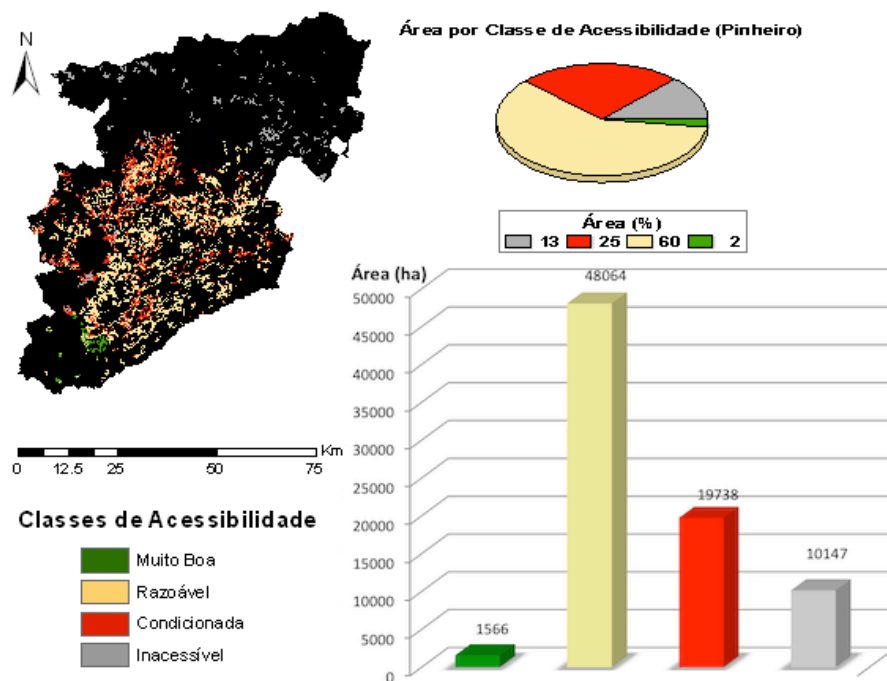 N
Área por Classe de Acessibilidade (Pinheiro)
Área (%)
13 25 60 2
Km
0 12.5 25 50 75
Classes de Acessibilidade
Muito Boa
Razoável
Condicionada
Inacessível
Área (ha)
50000
45000
40000
35000
30000
25000
20000
15000
10000
5000
0
1566
48064
19738
10147